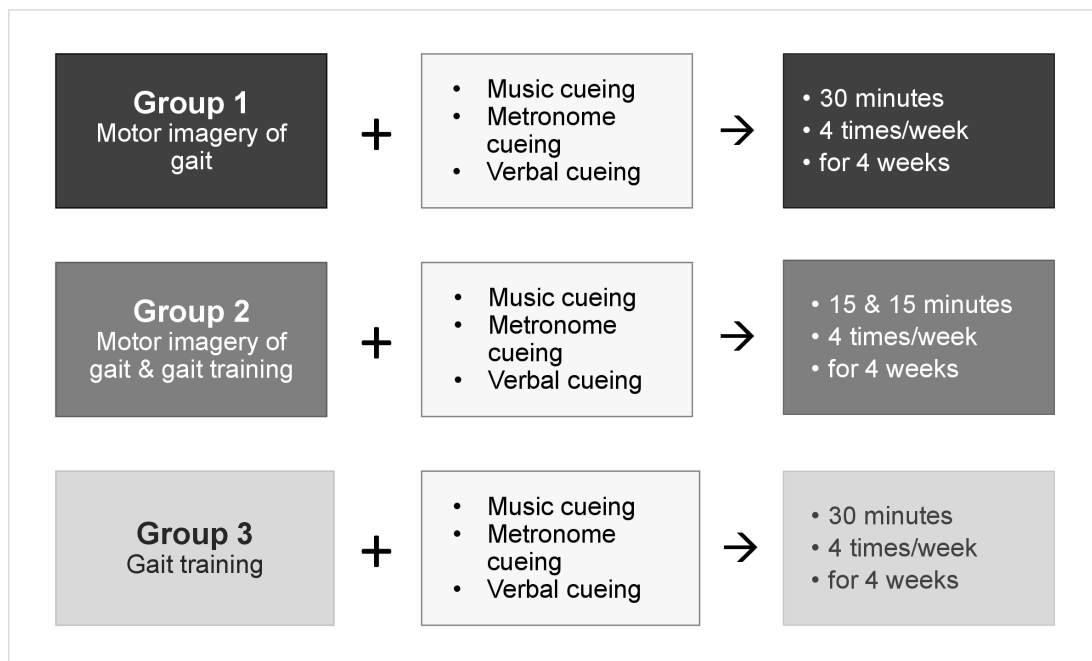 Group 1
Motor imagery of
gait
+
• Music cueing
• Metronome
cueing
• Verbal cueing
→
• 30 minutes
• 4 times/week
• for 4 weeks
Group 2
Motor imagery of
gait & gait training
+
• Music cueing
• Metronome
cueing
• Verbal cueing
→
• 15 & 15 minutes
• 4 times/week
• for 4 weeks
Group 3
Gait training
+
• Music cueing
• Metronome
cueing
• Verbal cueing
→
• 30 minutes
• 4 times/week
• for 4 weeks